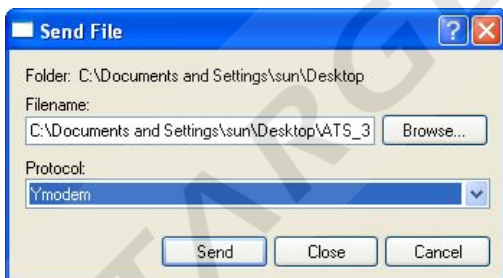 Send File
Folder: C:\Documents and Settings\sun\Desktop
Filename:
C:\Documents and Settings\sun\Desktop\ATS_3
Browse...
Protocol:
Ymodem
Send Close Cancel